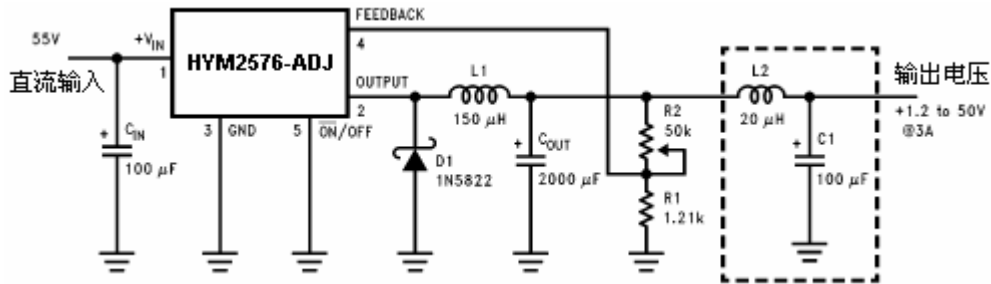 FEEDBACK
55V
+VIN
HYM2576-ADJ
4
直流输入
1
OUTPUT
L1
L2
输出电压
2
150 µH
20 µH
+1.2 to 50V
@3A
R2
50k
+
CIN
100 µF
3
GND
5
ON/OFF
D1
1N5822
+
COUT
2000 µF
+
C1
100 µF
R1
1.21k